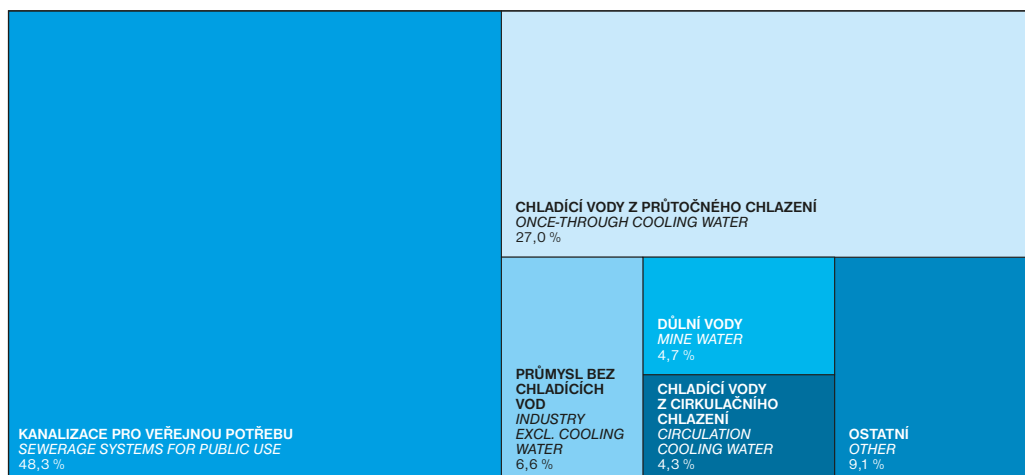 CHLADÍCÍ VODY Z PRŮTOČNÉHO CHLAZENÍ
ONCE-THROUGH COOLING WATER
27,0 %
KANALIZACE PRO VEŘEJNOU POTŘEBU
SEWERAGE SYSTEMS FOR PUBLIC USE
48,3 %
PRŮMYSL BEZ
CHLADÍCÍCH
VOD
INDUSTRY
EXCL. COOLING
WATER
6,6 %
DŮLNÍ VODY
MINE WATER
4,7 %
CHLADÍCÍ VODY
Z CIRKULAČNÍHO
CHLAZENÍ
CIRCULATION
COOLING WATER
4,3 %
OSTATNÍ
OTHER
9,1 %